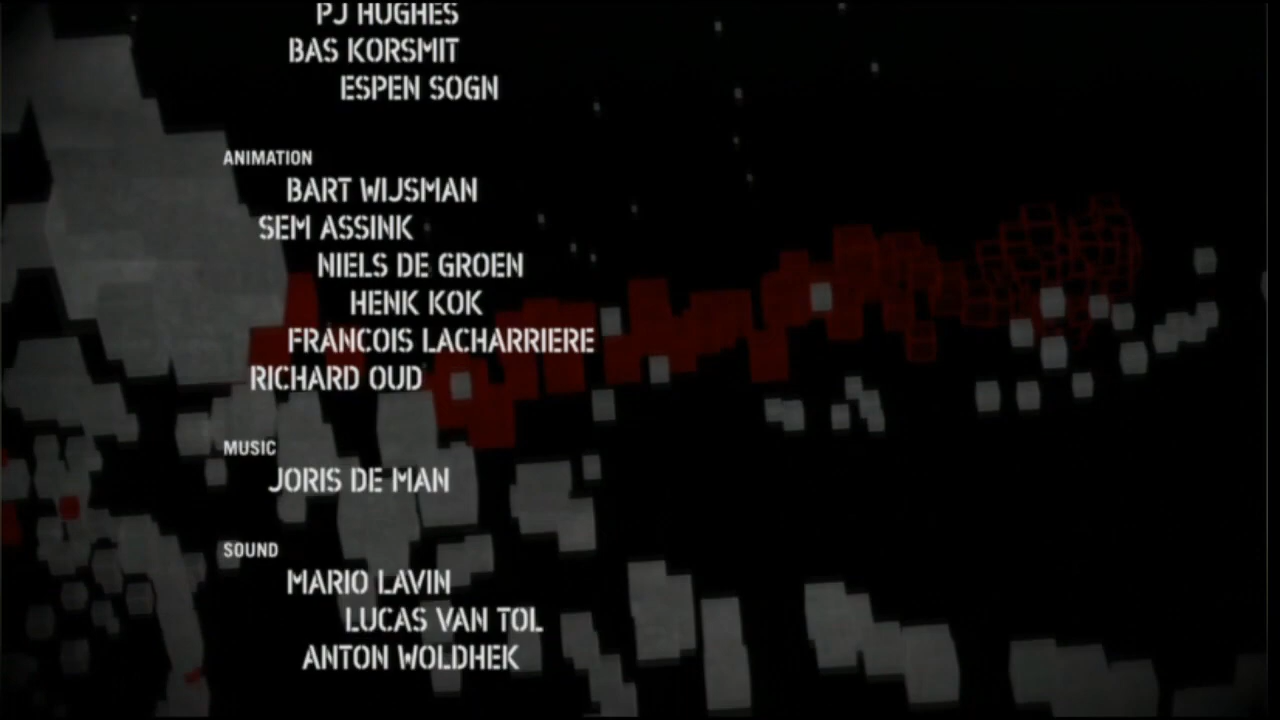 PJ HUGHES
BAS KORSMIT
ESPEN SOGN
ANIMATION
BART WIJSMAN
SEM ASSINK
NIELS DE GROEN
HENK KOK
FRANCOIS LACHARRIERE
RICHARD OUD
MUSIC
JORIS DE MAN
SOUND
MARIO LAVIN
LUCAS VAN TOL
ANTON WOLDHEK